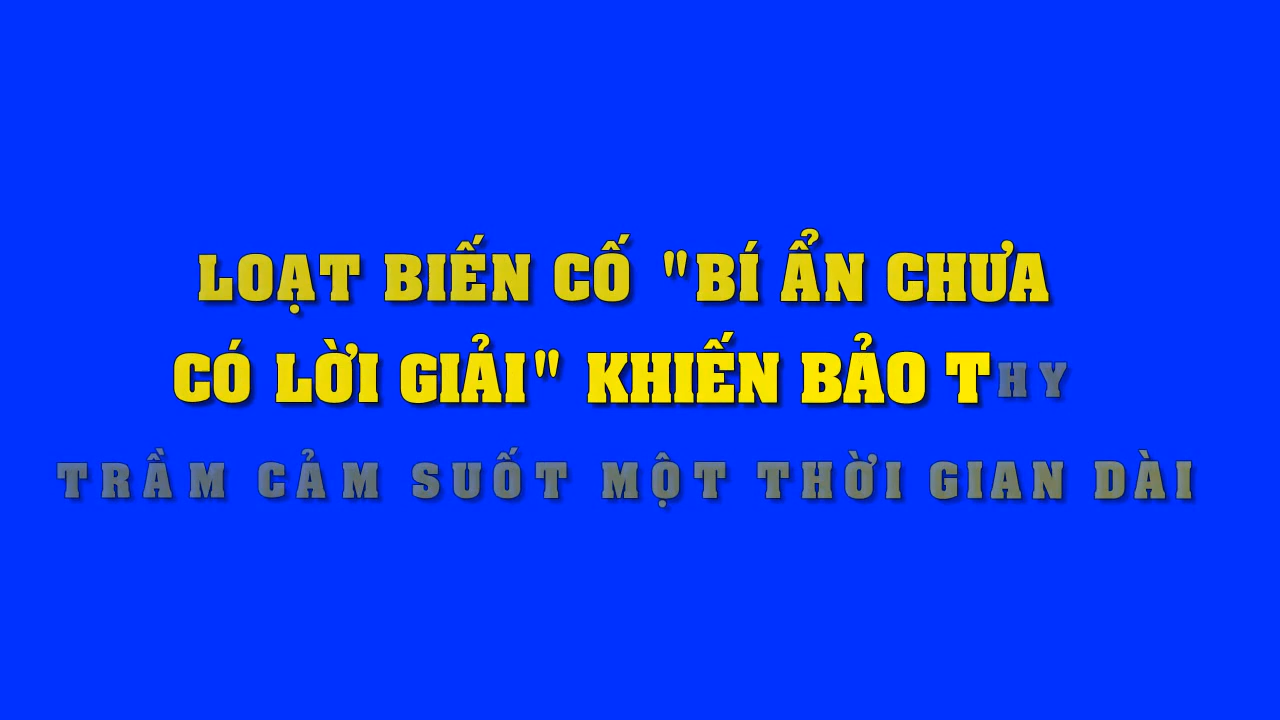 LOẠT BIẾN CỐ "BÍ ẨN CHƯA
CÓ LỜI GIẢI" KHIẾN BẢO THY
TRẦM CẢM SUỐT MỘT THỜI GIAN DÀI